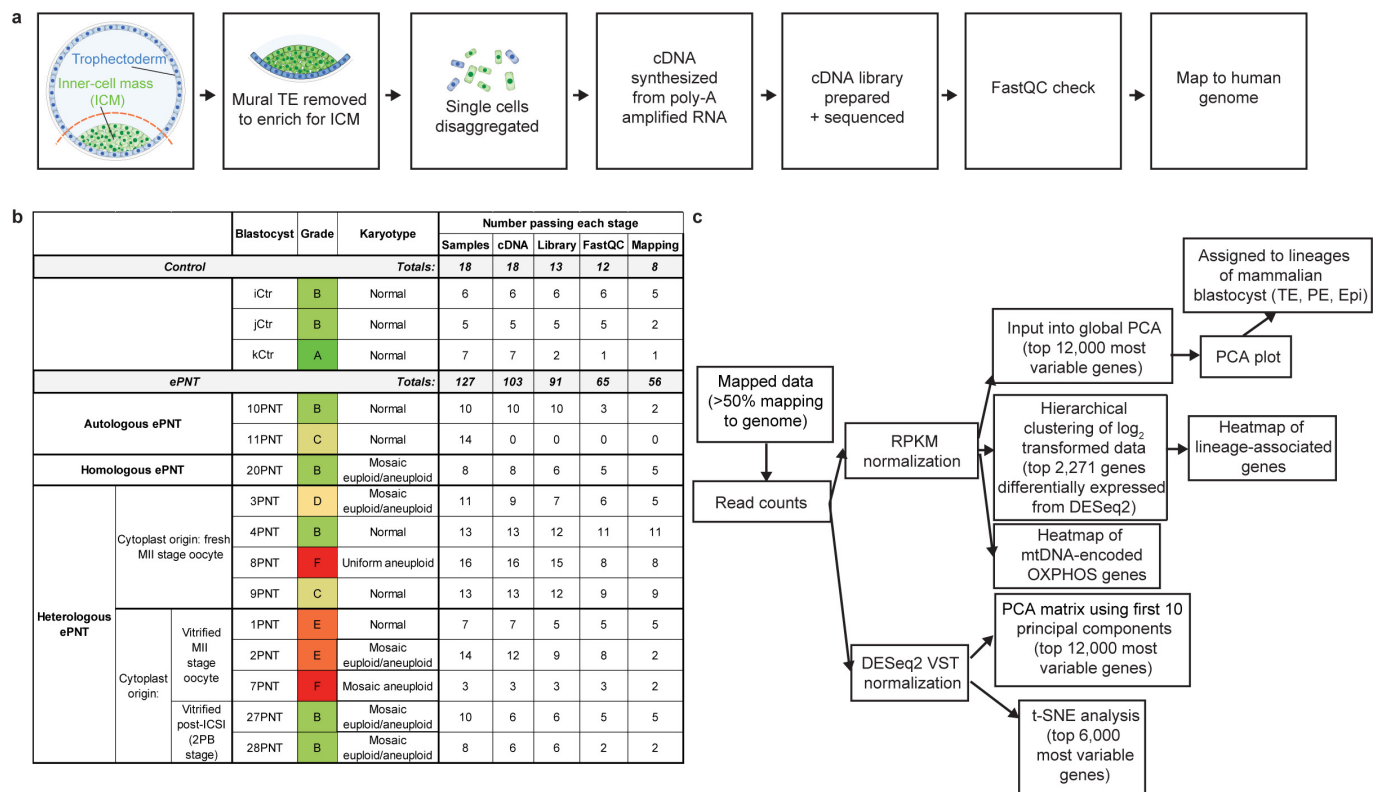 a
Trophectoderm
Inner-cell mass
(ICM)
Mural TE removed
to enrich for ICM
Single cells
disaggregated
cDNA
synthesized
from poly-A
amplified RNA
cDNA library
prepared
+ sequenced
FastQC check
Map to human
genome
b
Blastocyst Grade Karyotype Number passing each stage
Samples cDNA Library FastQC Mapping
Control Totals: 18 18 13 12 8
iCtr B Normal 6 6 6 6 5
jCtr B Normal 5 5 5 5 2
kCtr A Normal 7 7 2 1 1
ePNT Totals: 127 103 91 65 56
Autologous ePNT
10PNT B Normal 10 10 10 3 2
11PNT C Normal 14 0 0 0 0
Homologous ePNT
20PNT B Mosaic
euploid/aneuploid 8 8 6 5 5
Heterologous
ePNT
Cytoplast origin: fresh
MII stage oocyte
3PNT D Mosaic
euploid/aneuploid 11 9 7 6 5
4PNT B Normal 13 13 12 11 11
8PNT F Uniform aneuploid 16 16 15 8 8
9PNT C Normal 13 13 12 9 9
Cytoplast
origin:
Vitrified
MII
stage
oocyte
1PNT E Normal 7 7 5 5 5
2PNT E Mosaic
euploid/aneuploid 14 12 9 8 2
7PNT F Mosaic aneuploid 3 3 3 3 2
Vitrified
post-ICSI
(2PB
stage)
27PNT B Mosaic
euploid/aneuploid 10 6 6 5 5
28PNT B Mosaic
euploid/aneuploid 8 6 6 2 2
c
Mapped data
(>50% mapping
to genome)
Read counts
RPKM
normalization
Input into global PCA
(top 12,000 most
variable genes)
PCA plot
Assigned to lineages
of mammalian
blastocyst (TE, PE, Epi)
Hierarchical
clustering of log2
transformed data
(top 2,271 genes
differentially expressed
from DESeq2)
Heatmap of
lineage-associated
genes
Heatmap of
mtDNA-encoded
OXPHOS genes
DESeq2 VST
normalization
PCA matrix using first 10
principal components
(top 12,000 most
variable genes)
t-SNE analysis
(top 6,000
most variable
genes)